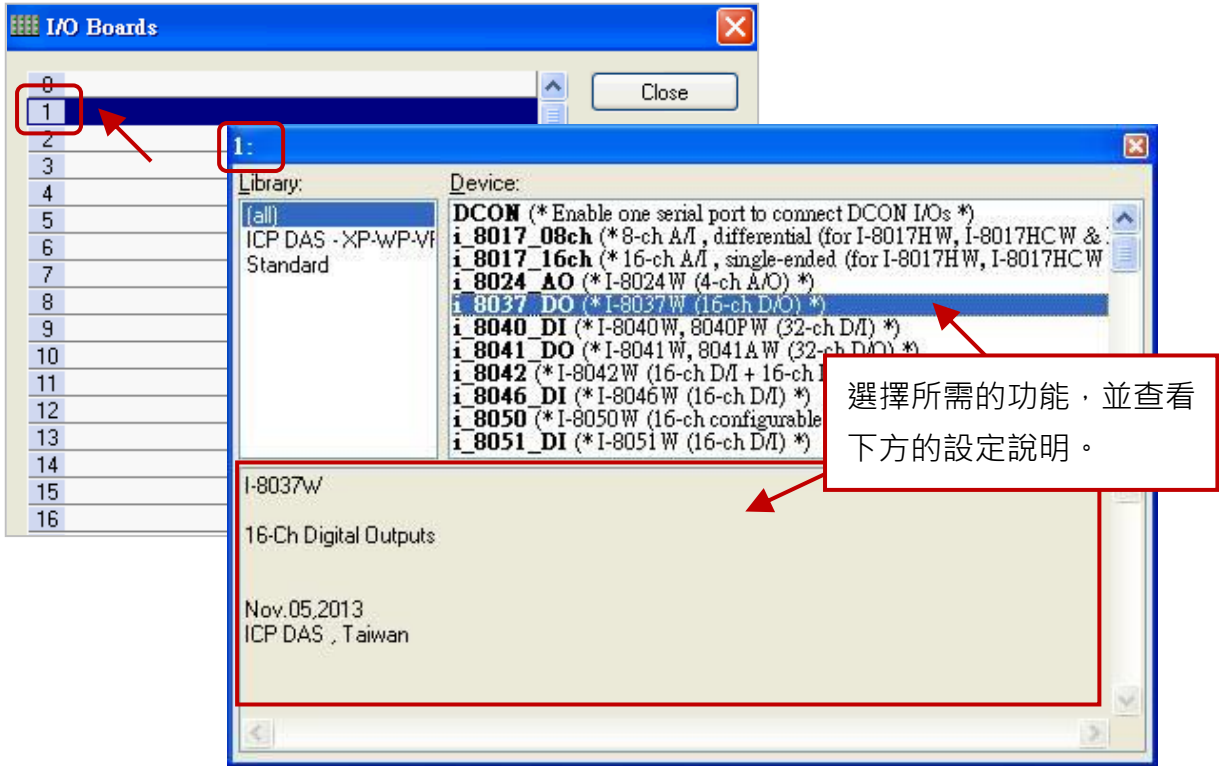 I/O Boards
0
1
2
3
4
5
6
7
8
9
10
11
12
13
14
15
16
Close
1:
Library:
(all)
ICP DAS - XP-WP-VF
Standard
Device:
DCON (* Enable one serial port to connect DCON I/Os *)
i_8017_08ch (* 8-ch A/I , differential (for I-8017HW, I-8017HCW &
i_8017_16ch (* 16-ch A/I , single-ended (for I-8017HW, I-8017HCW
i_8024_AO (* I-8024W (4-ch A/O) *)
i_8037_DO (* I-8037W (16-ch D/O) *)
i_8040_DI (* I-8040W, 8040PW (32-ch D/I) *)
i_8041_DO (* I-8041W, 8041AW (32-ch D/O) *)
i_8042 (* I-8042W (16-ch D/I + 16-ch
i_8046_DI (* I-8046W (16-ch D/I) *)
i_8050 (* I-8050W (16-ch configurable
i_8051_DI (* I-8051W (16-ch D/I) *)
選擇所需的功能，並查看
下方的設定說明。
I-8037W
16-Ch Digital Outputs
Nov.05,2013
ICP DAS , Taiwan